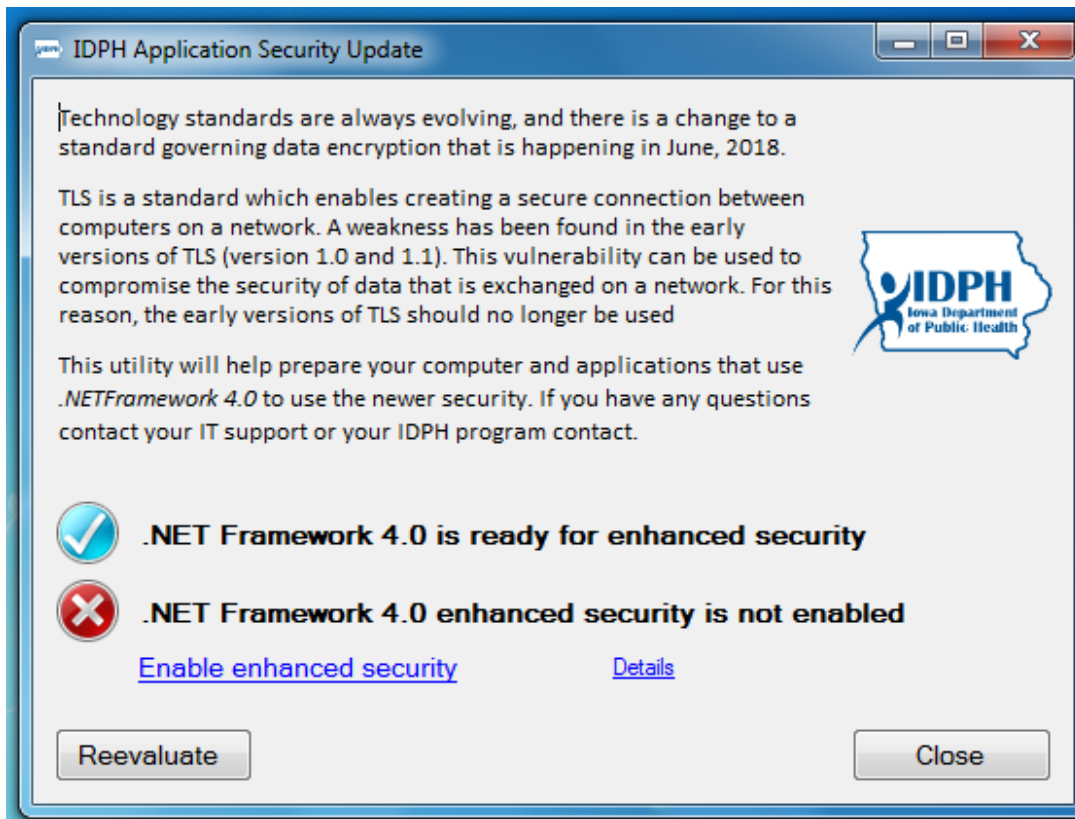 IDPH Application Security Update
Technology standards are always evolving, and there is a change to a
standard governing data encryption that is happening in June, 2018.
TLS is a standard which enables creating a secure connection between
computers on a network. A weakness has been found in the early
versions of TLS (version 1.0 and 1.1). This vulnerability can be used to
compromise the security of data that is exchanged on a network. For this
reason, the early versions of TLS should no longer be used
This utility will help prepare your computer and applications that use
.NETFramework 4.0 to use the newer security. If you have any questions
contact your IT support or your IDPH program contact.
IDPH
Iowa Department
of Public Health
.NET Framework 4.0 is ready for enhanced security
.NET Framework 4.0 enhanced security is not enabled
Enable enhanced security Details
Reevaluate Close